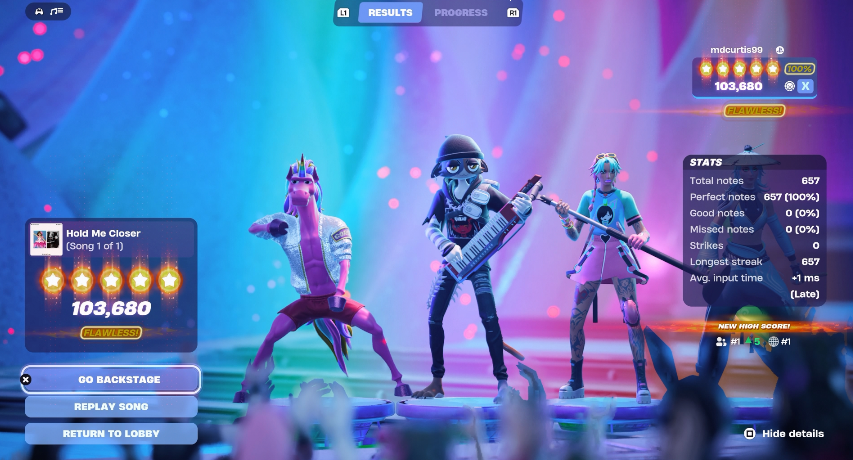 L1
RESULTS
PROGRESS
R1
mdcurtis99
100%
103,680
X
FLAWLESS!
STATS
Total notes 657
Perfect notes 657 (100%)
Good notes 0 (0%)
Missed notes 0 (0%)
Strikes 0
Longest streak 657
Avg. input time +1 ms
(Late)
NEW HIGH SCORE!
#1 5 #1
Hide details
Hold Me Closer
(Song 1 of 1)
103,680
FLAWLESS!
GO BACKSTAGE
REPLAY SONG
RETURN TO LOBBY